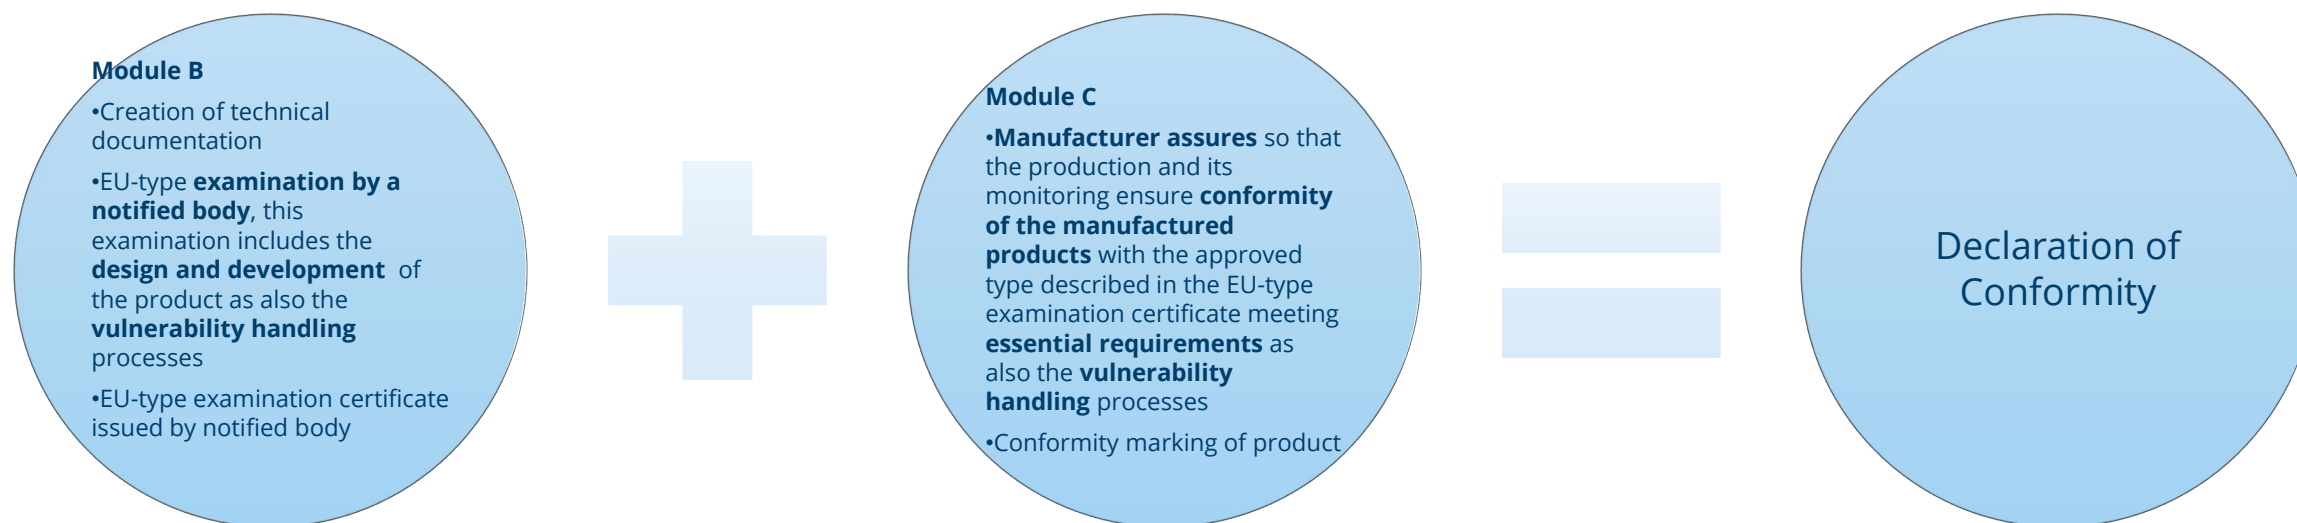 Module B
•Creation of technical
documentation
•EU-type examination by a
notified body, this
examination includes the
design and development  of
the product as also the
vulnerability handling
processes
•EU-type examination certificate
issued by notified body
Module C
•Manufacturer assures so that
the production and its
monitoring ensure conformity
of the manufactured
products with the approved
type described in the EU-type
examination certificate meeting
essential requirements as
also the vulnerability
handling processes
•Conformity marking of product
Declaration of
Conformity